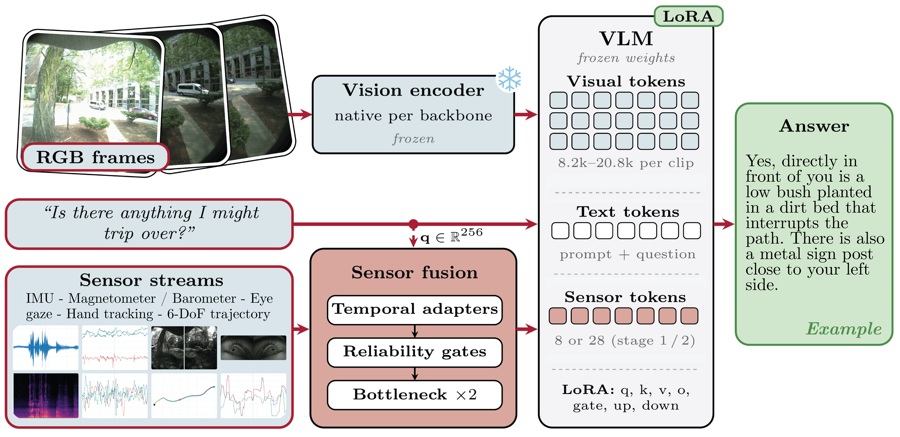 RGB frames
Vision encoder
native per backbone
frozen
“Is there anything I might
trip over?”
q ∈ ℝ²⁵⁶
Sensor streams
IMU - Magnetometer / Barometer - Eye
gaze - Hand tracking - 6-DoF trajectory
Sensor fusion
Temporal adapters
Reliability gates
Bottleneck ×2
LoRA
VLM
frozen weights
Visual tokens
8.2k–20.8k per clip
Text tokens
prompt + question
Sensor tokens
8 or 28 (stage 1 / 2)
LoRA: q, k, v, o,
gate, up, down
Answer
Yes, directly in
front of you is a
low bush planted
in a dirt bed that
interrupts the
path. There is also
a metal sign post
close to your left
side.
Example